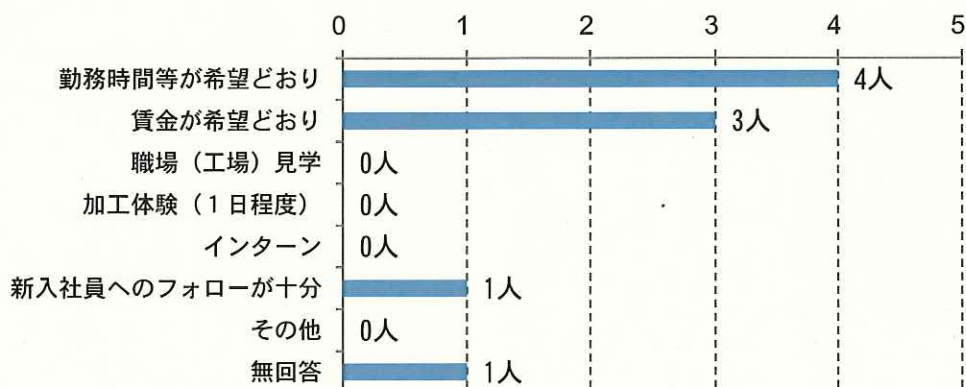 0 1 2 3 4 5
勤務時間等が希望どおり 4人
賃金が希望どおり 3人
職場（工場）見学 0人
加工体験（１日程度） 0人
インターン 0人
新入社員へのフォローが十分 1人
その他 0人
無回答 1人